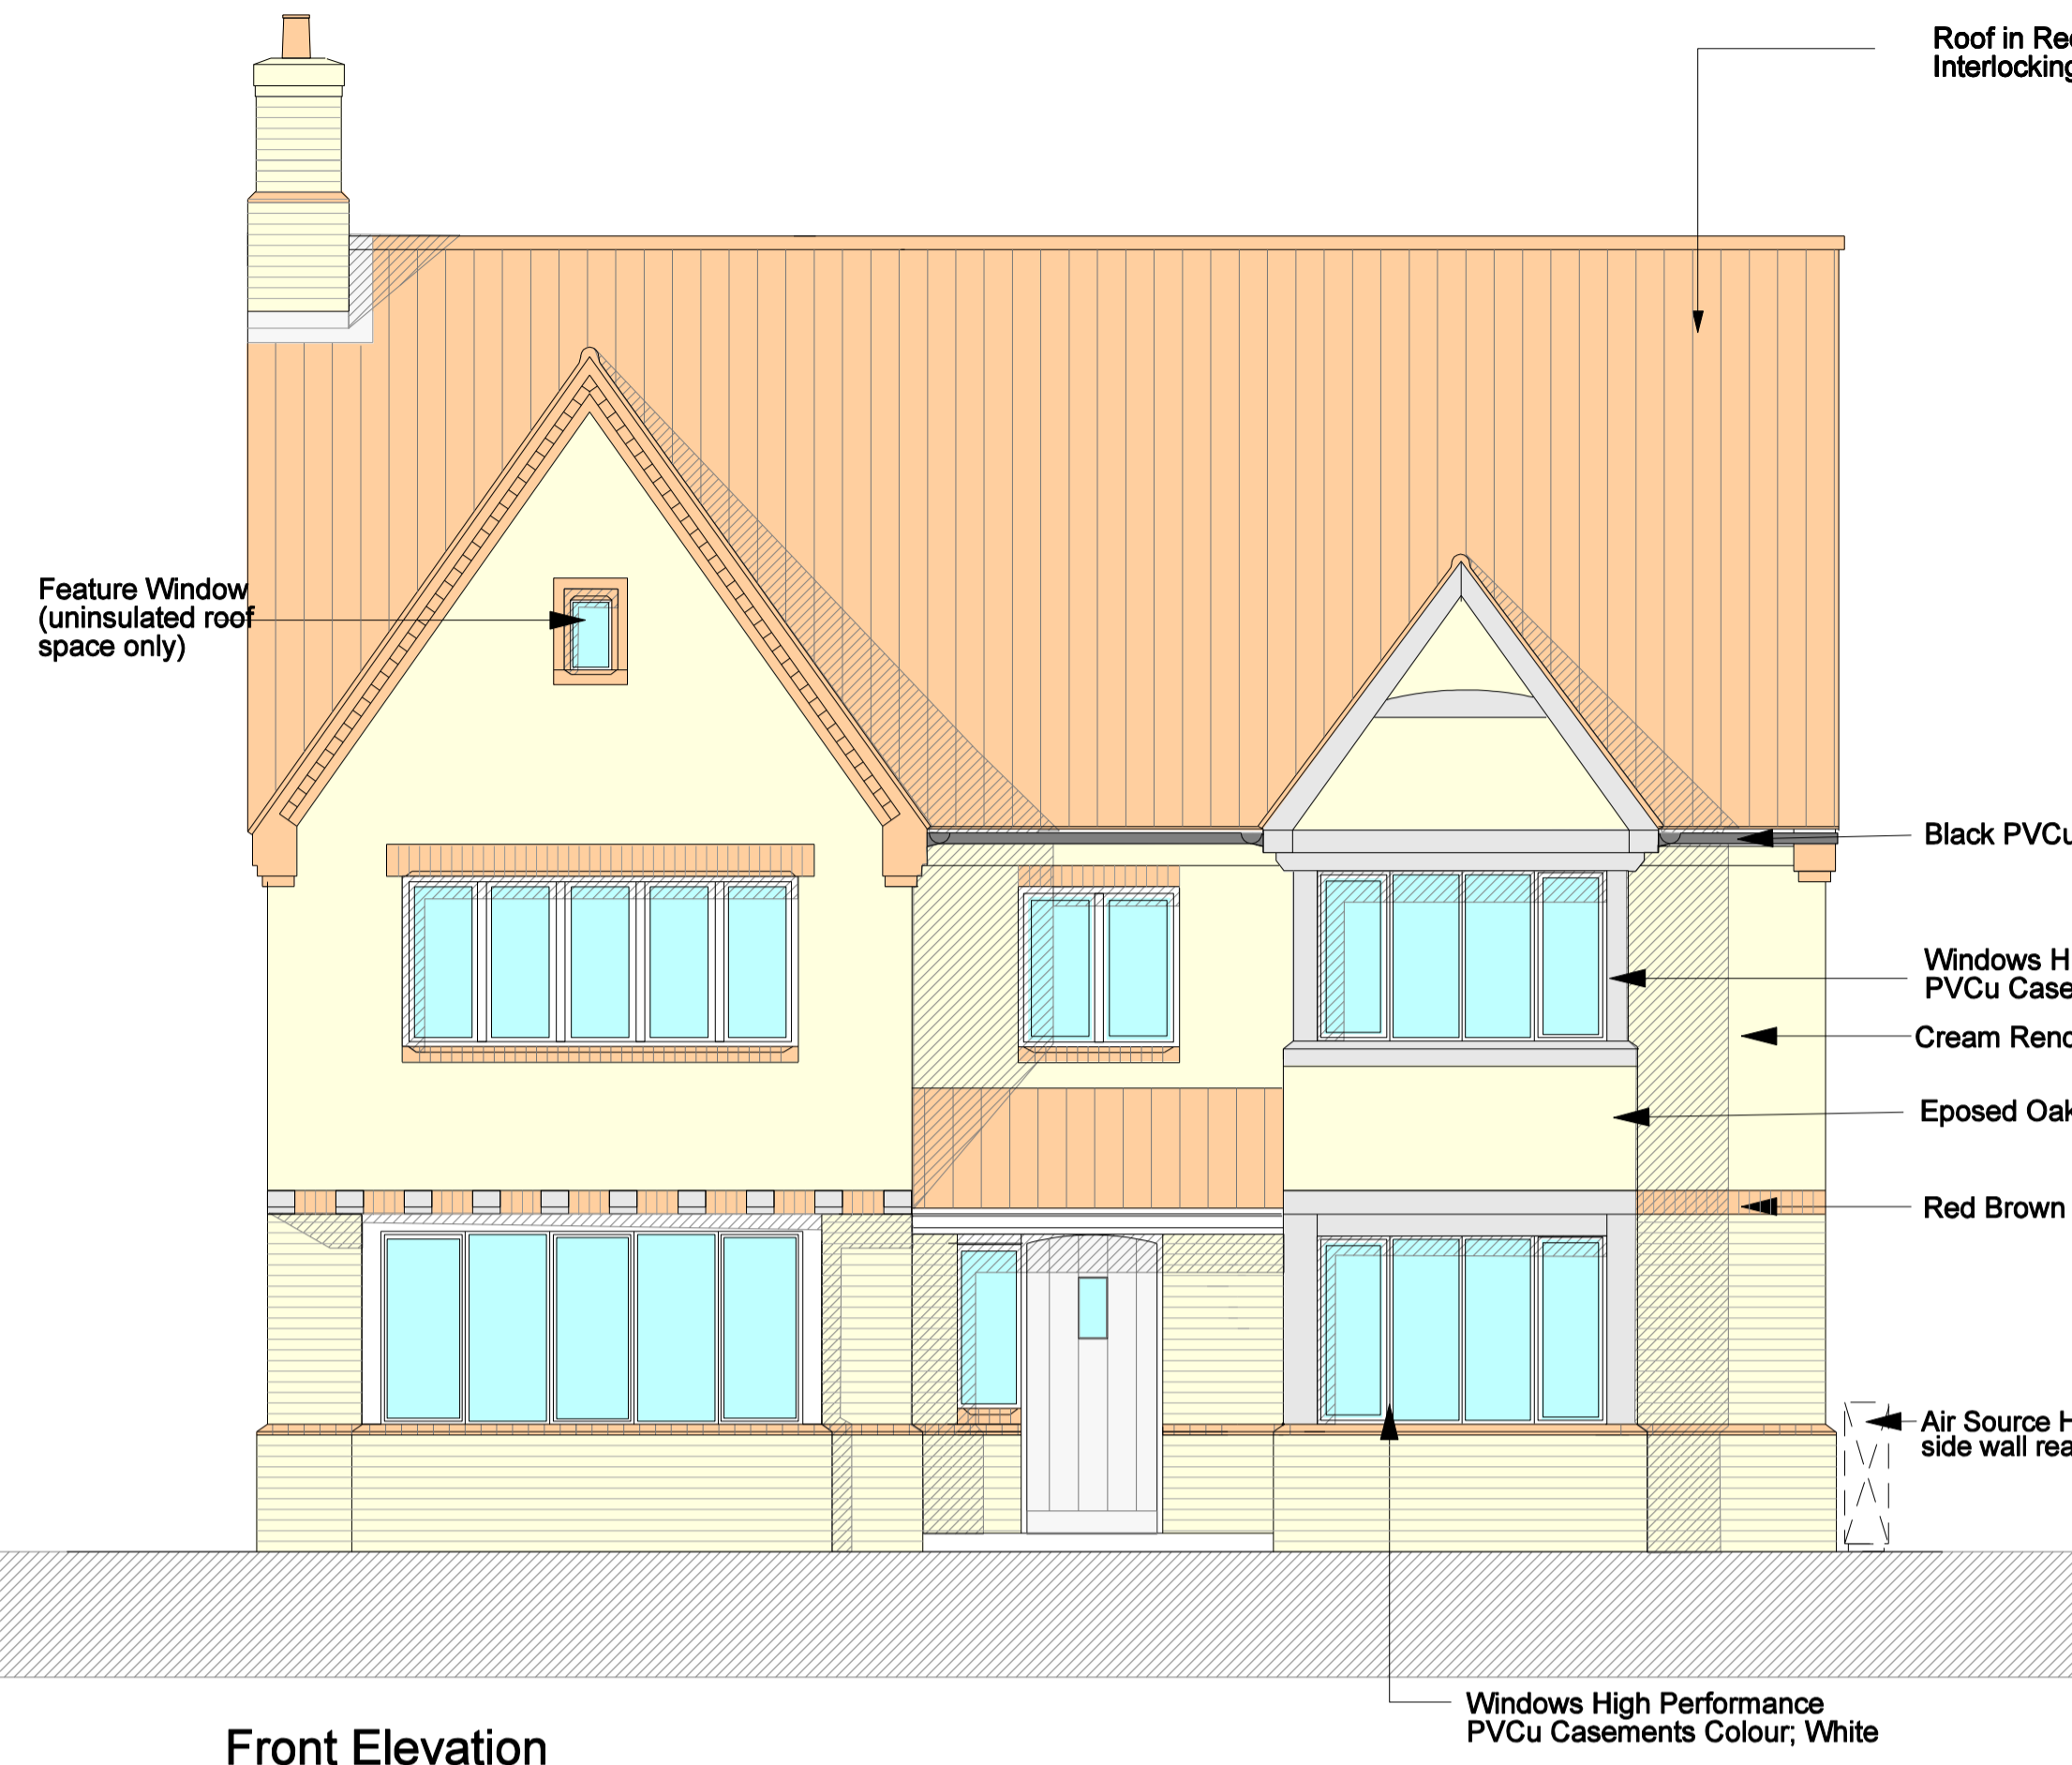 Roof in Red
Interlocking
Feature Window
(uninsulated roof
space only)
Black PVCu
Windows H
PVCu Case
Cream Rend
Eposed Oak
Red Brown
Air Source H
side wall rea
Windows High Performance
PVCu Casements Colour; White
Front Elevation